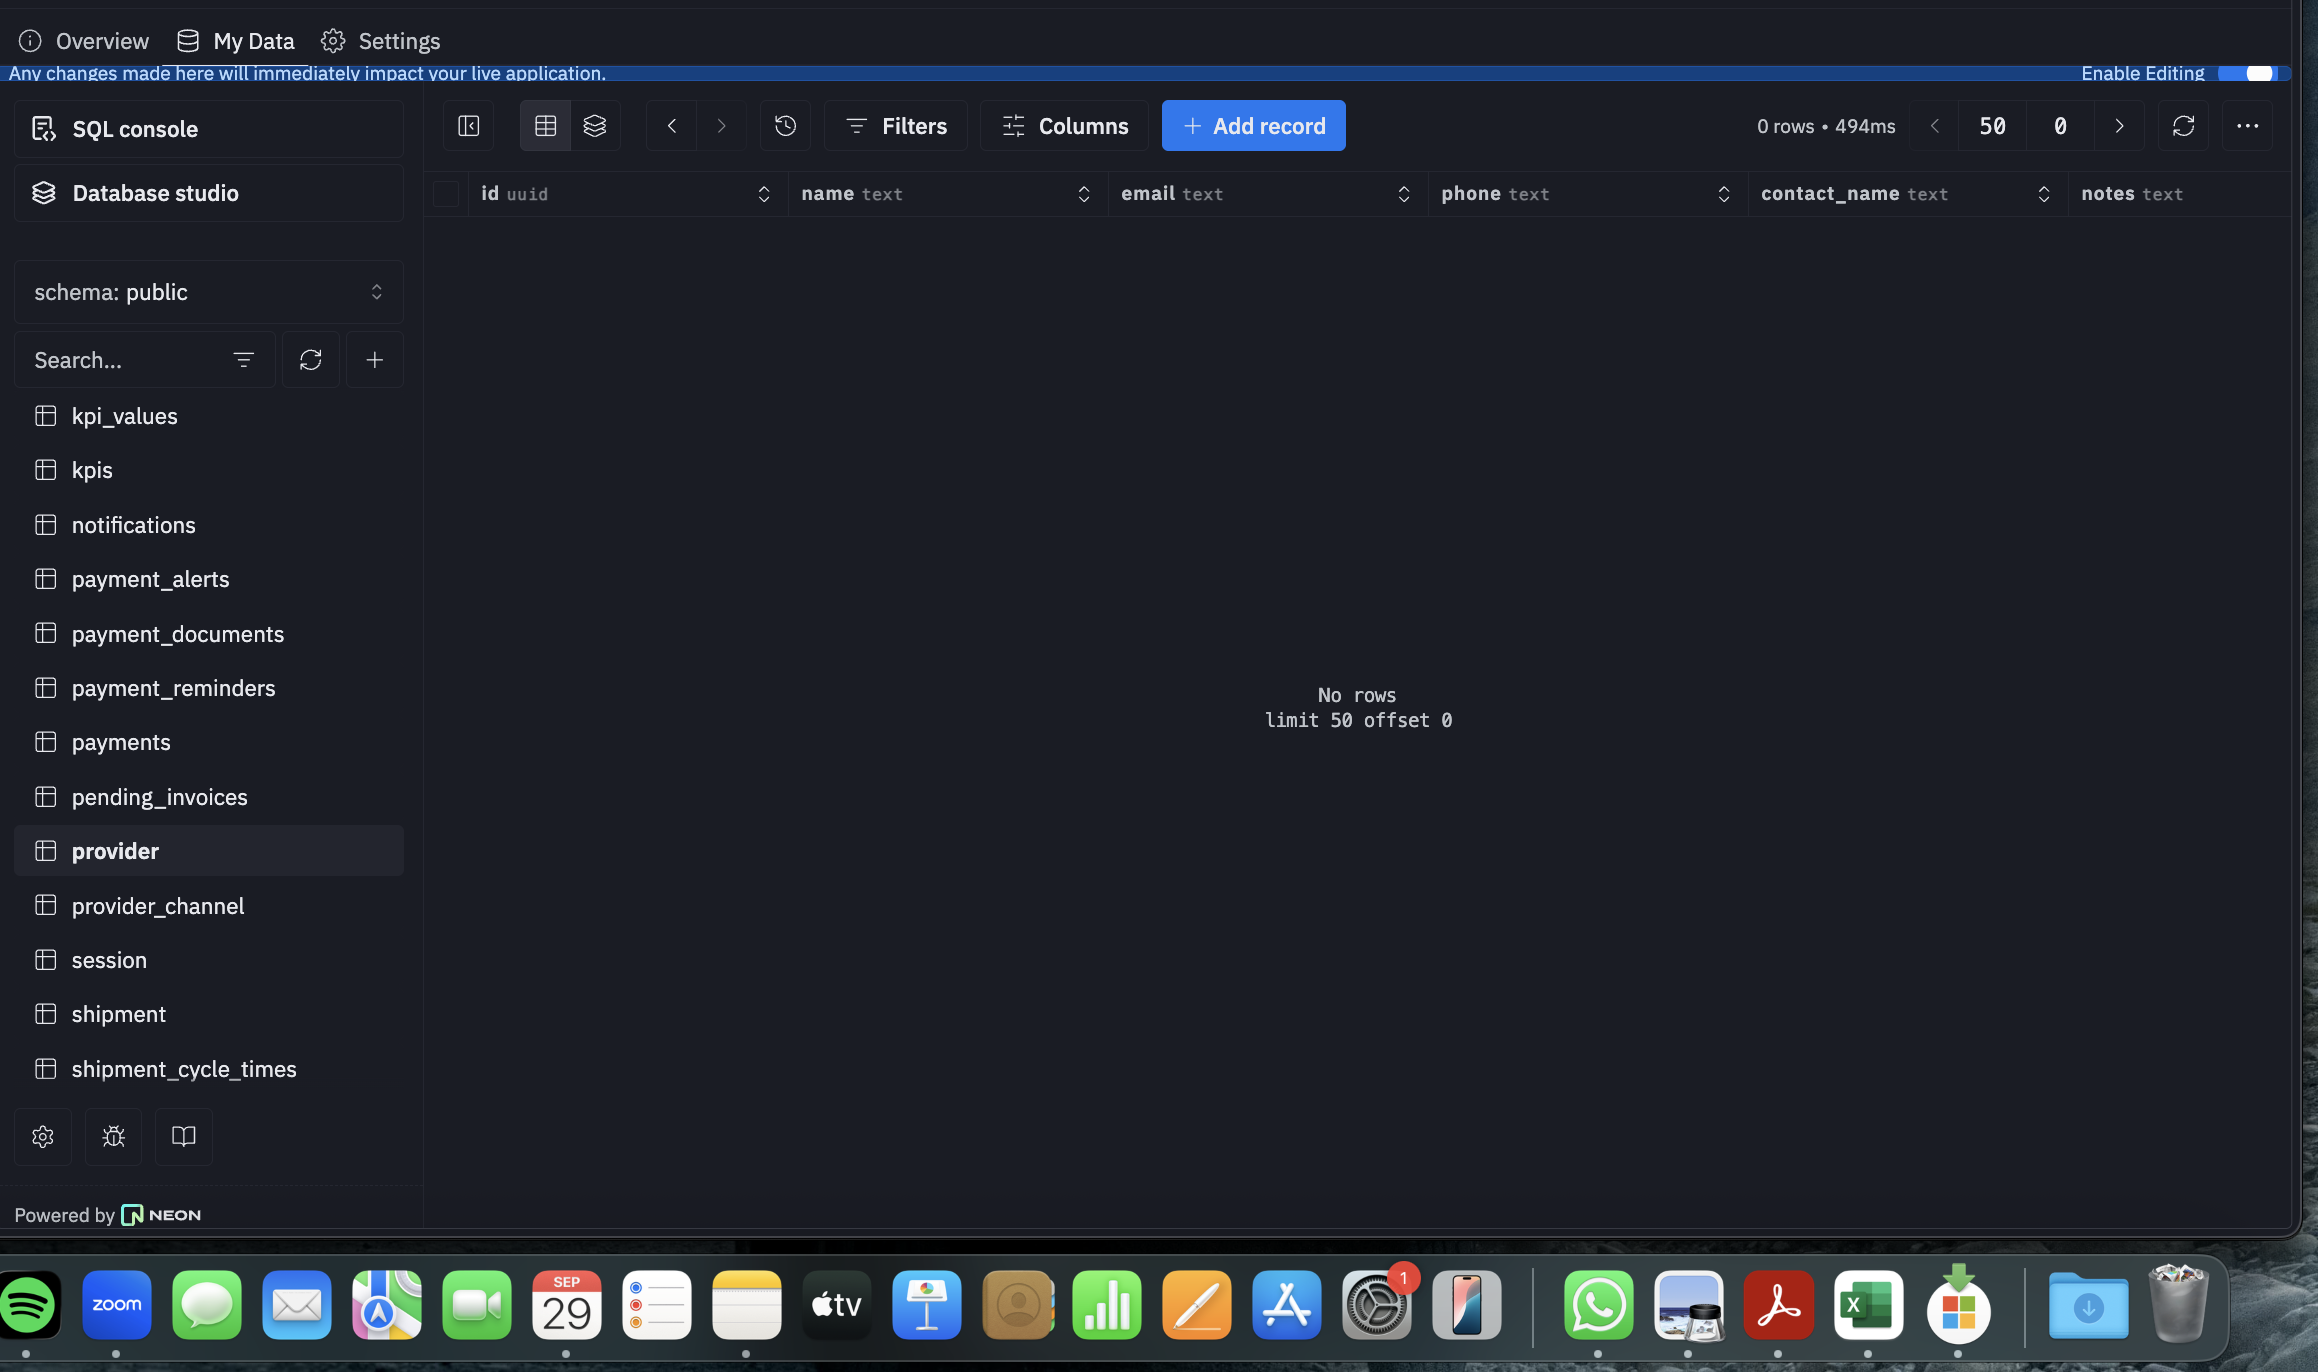 Overview My Data Settings
Any changes made here will immediately impact your live application. Enable Editing
SQL console
Database studio
schema: public
Search...
kpi_values
kpis
notifications
payment_alerts
payment_documents
payment_reminders
payments
pending_invoices
provider
provider_channel
session
shipment
shipment_cycle_times
Powered by NEON
Filters Columns Add record 0 rows • 494ms 50 0
id uuid name text email text phone text contact_name text notes text
No rows
limit 50 offset 0
zoom
SEP
29
tv
1
X